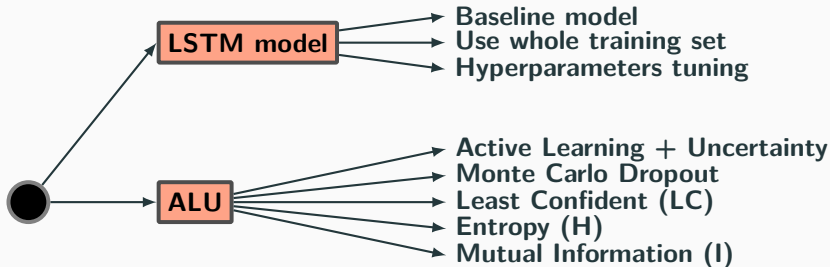 LSTM model
Baseline model
Use whole training set
Hyperparameters tuning
ALU
Active Learning + Uncertainty
Monte Carlo Dropout
Least Confident (LC)
Entropy (H)
Mutual Information (I)